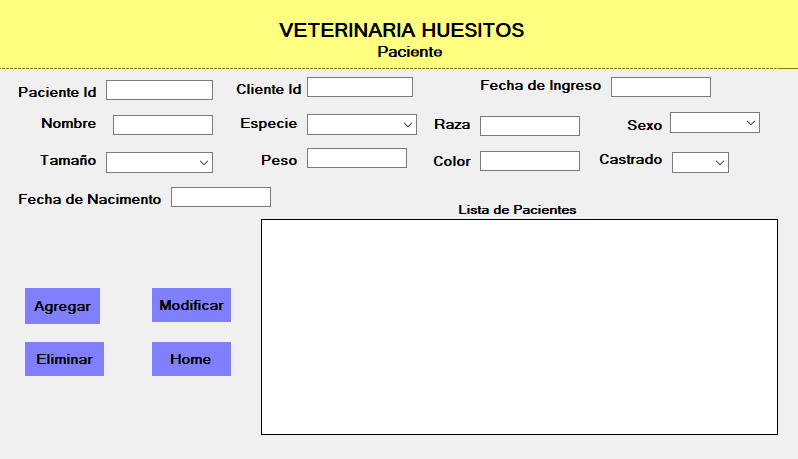 VETERINARIA HUESITOS
Paciente
Paciente Id Cliente Id Fecha de Ingreso
Nombre Especie Raza Sexo
Tamaño Peso Color Castrado
Fecha de Nacimento
Lista de Pacientes
Agregar Modificar
Eliminar Home